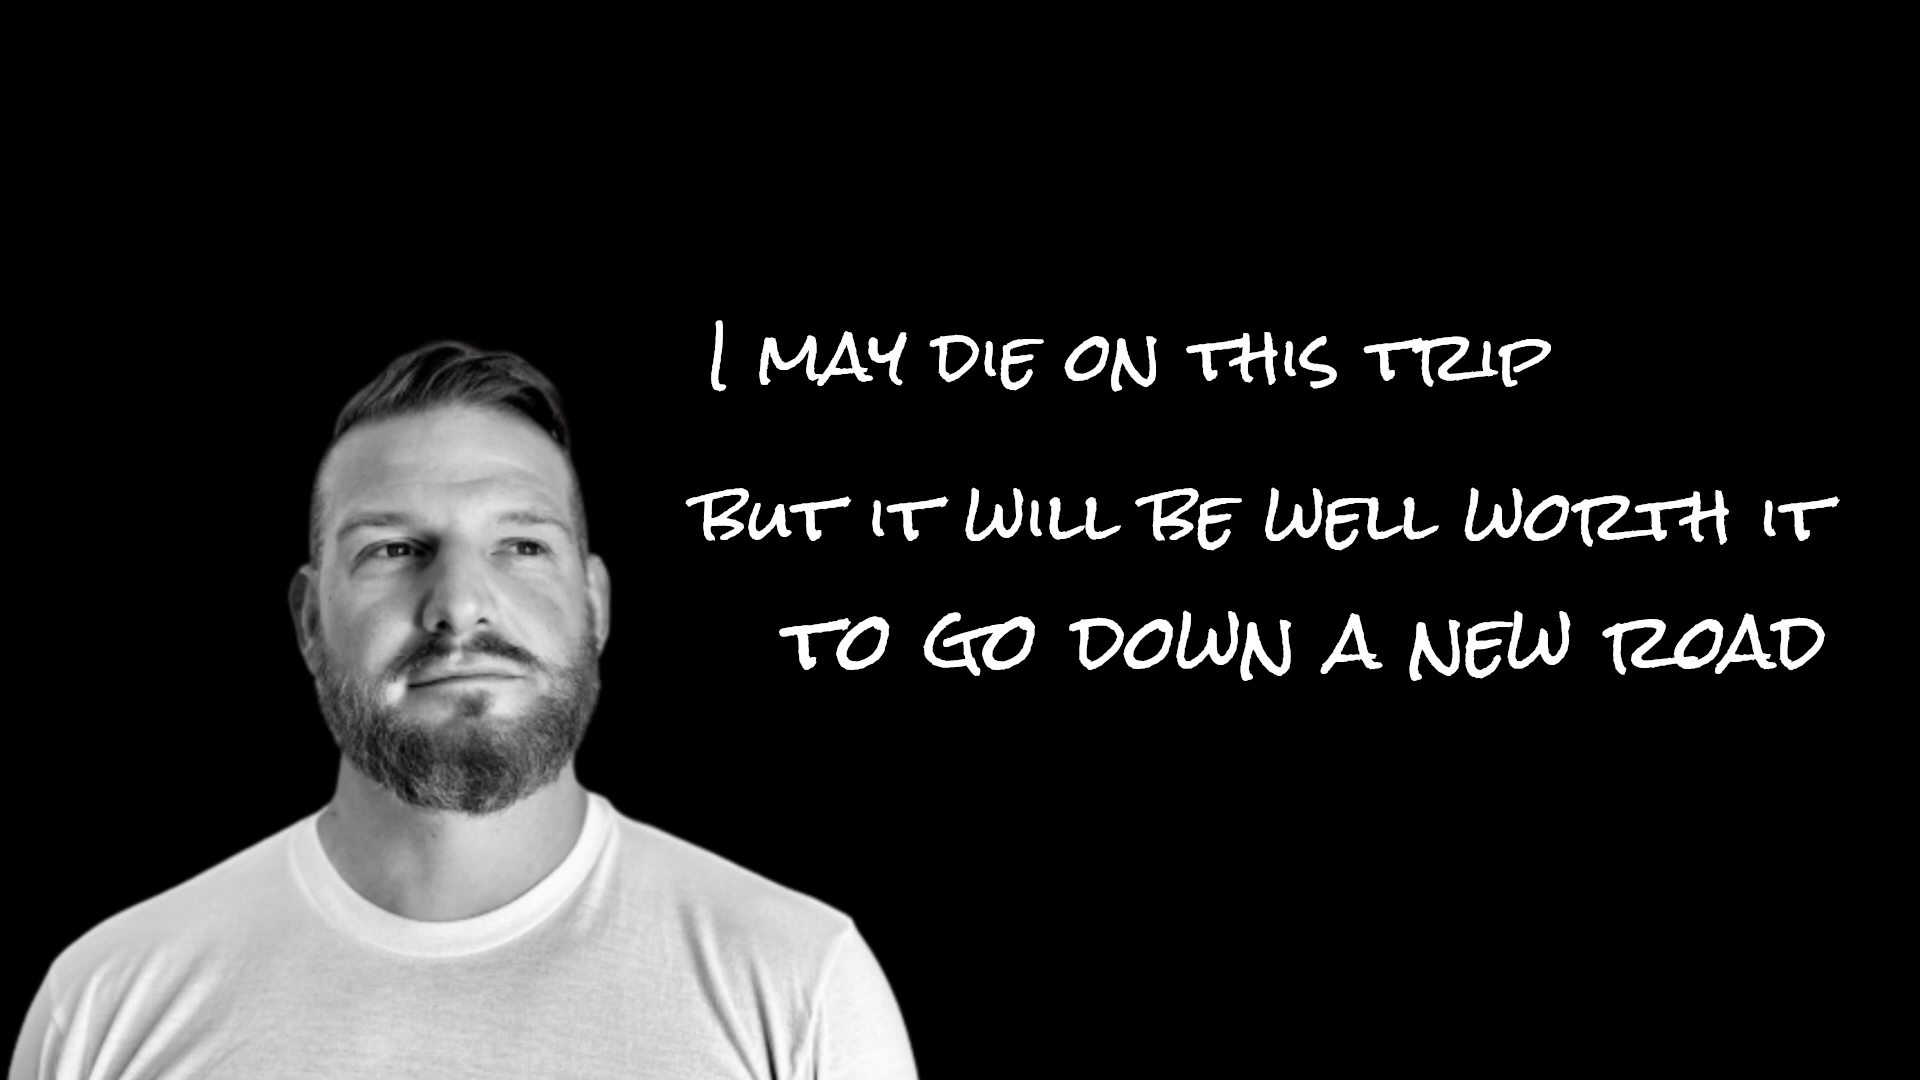 I may die on this trip
but it will be well worth it
to go down a new road